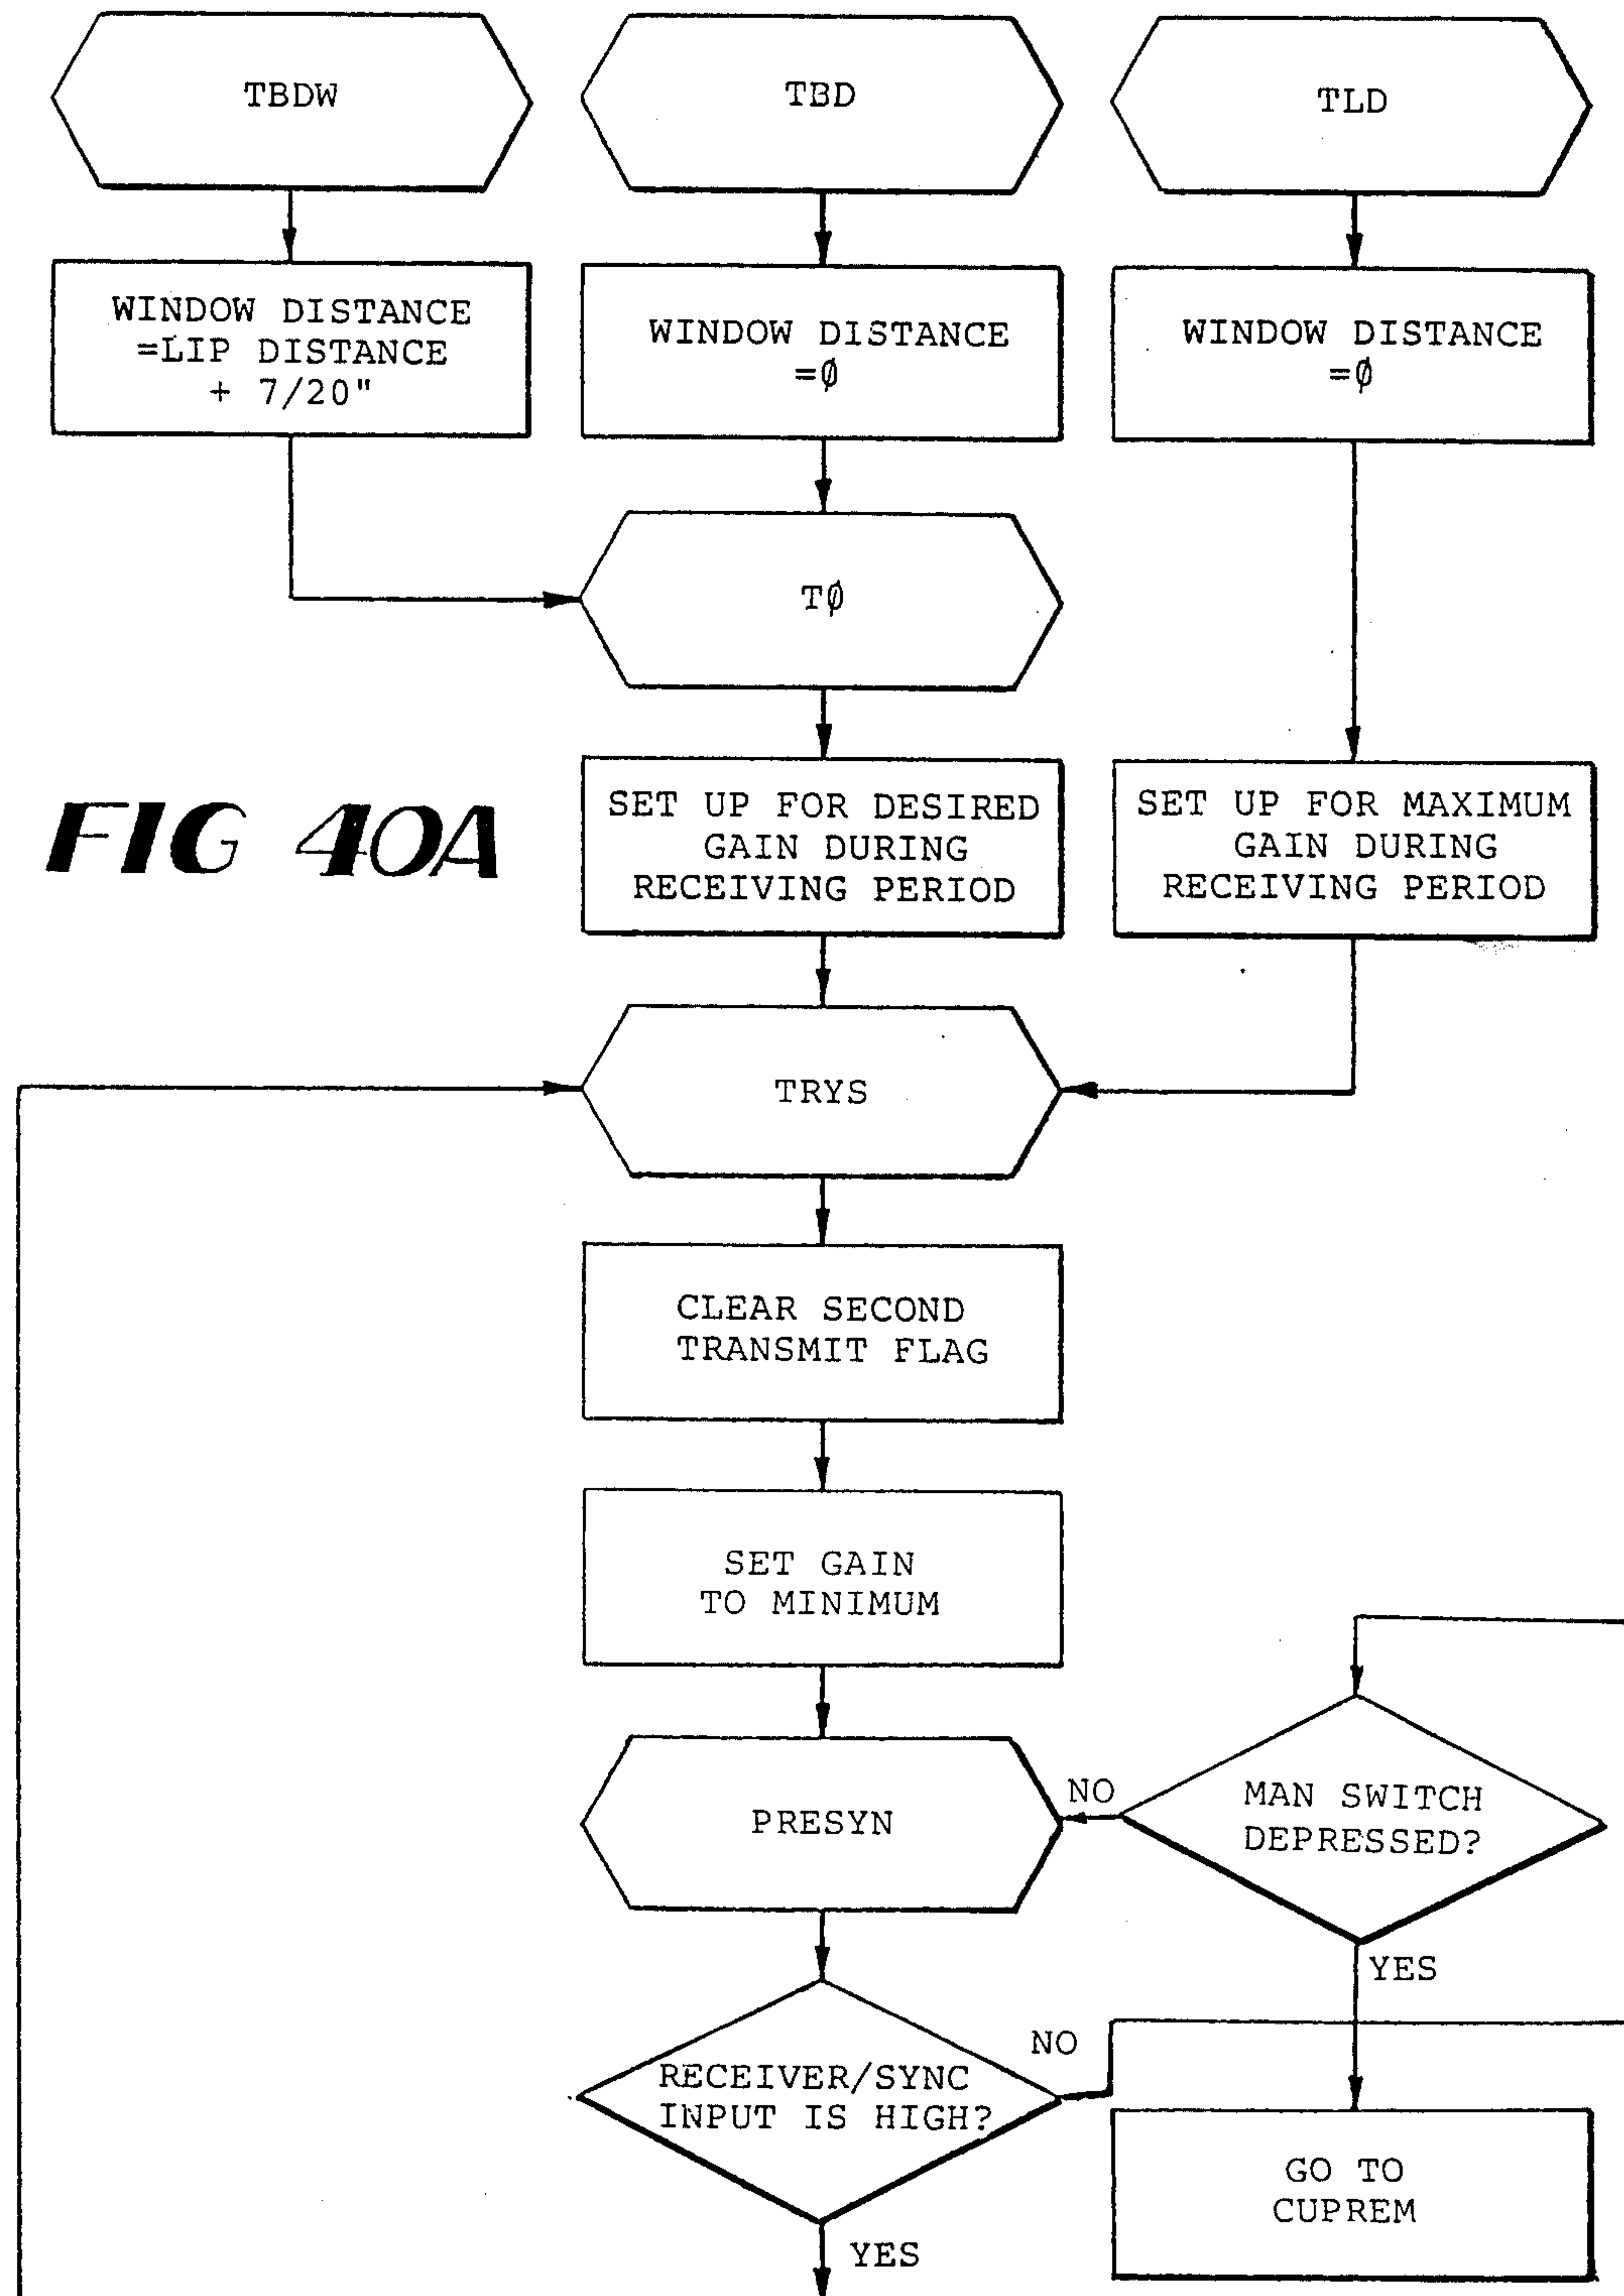 TBDW
TBD
TLD
WINDOW DISTANCE
=LIP DISTANCE
+ 7/20"
WINDOW DISTANCE
=Ø
WINDOW DISTANCE
=Ø
TØ
FIG 40A
SET UP FOR DESIRED
GAIN DURING
RECEIVING PERIOD
SET UP FOR MAXIMUM
GAIN DURING
RECEIVING PERIOD
TRYS
CLEAR SECOND
TRANSMIT FLAG
SET GAIN
TO MINIMUM
PRESYN
NO
MAN SWITCH
DEPRESSED?
YES
RECEIVER/SYNC
INPUT IS HIGH?
NO
GO TO
CUPREM
YES